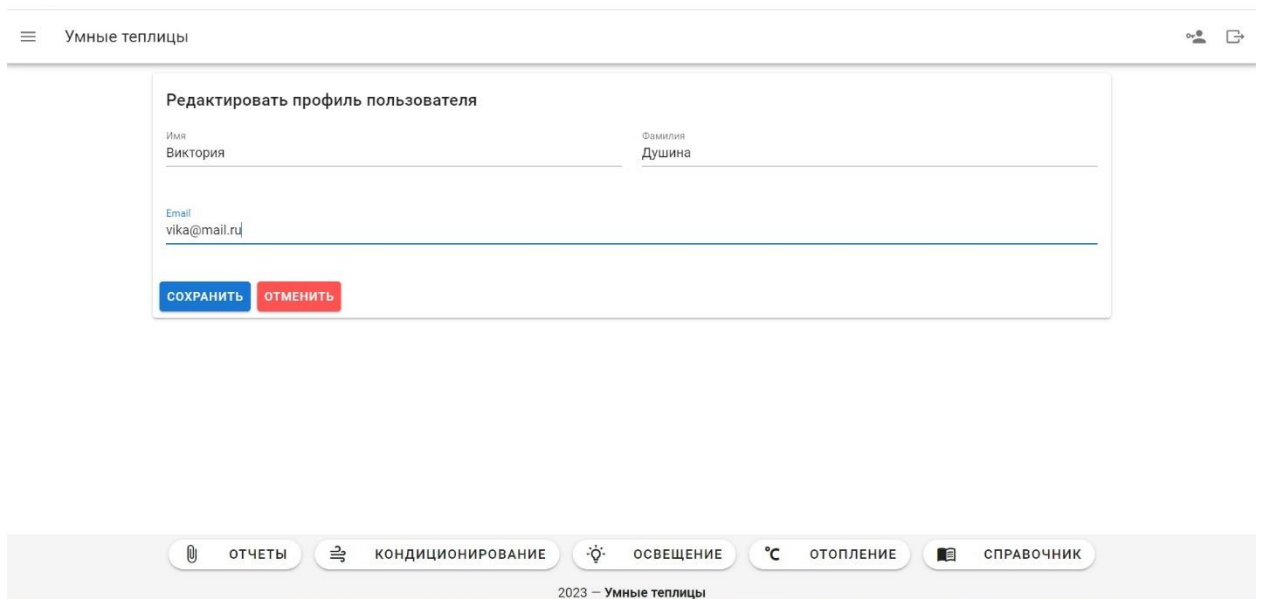 Умные теплицы
Редактировать профиль пользователя
Имя Фамилия
Виктория Душина
Email
vika@mail.ru
СОХРАНИТЬ ОТМЕНИТЬ
ОТЧЕТЫ КОНДИЦИОНИРОВАНИЕ ОСВЕЩЕНИЕ °C ОТОПЛЕНИЕ СПРАВОЧНИК
2023 — Умные теплицы